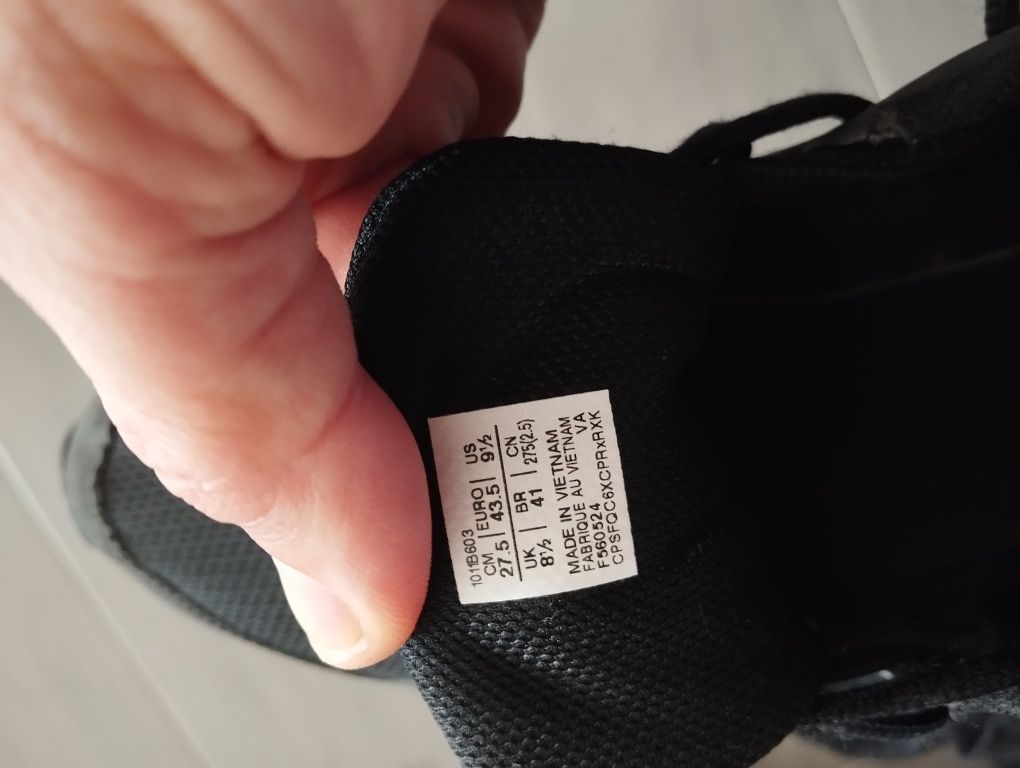 1011B603
CM | EURO | US
27.5 | 43.5 | 9½
UK | BR | CN
8½ | 41 | 275(2.5)
MADE IN VIETNAM
FABRIQUE AU VIETNAM
F560524 VA
CPSFQC6XCPRXRXK